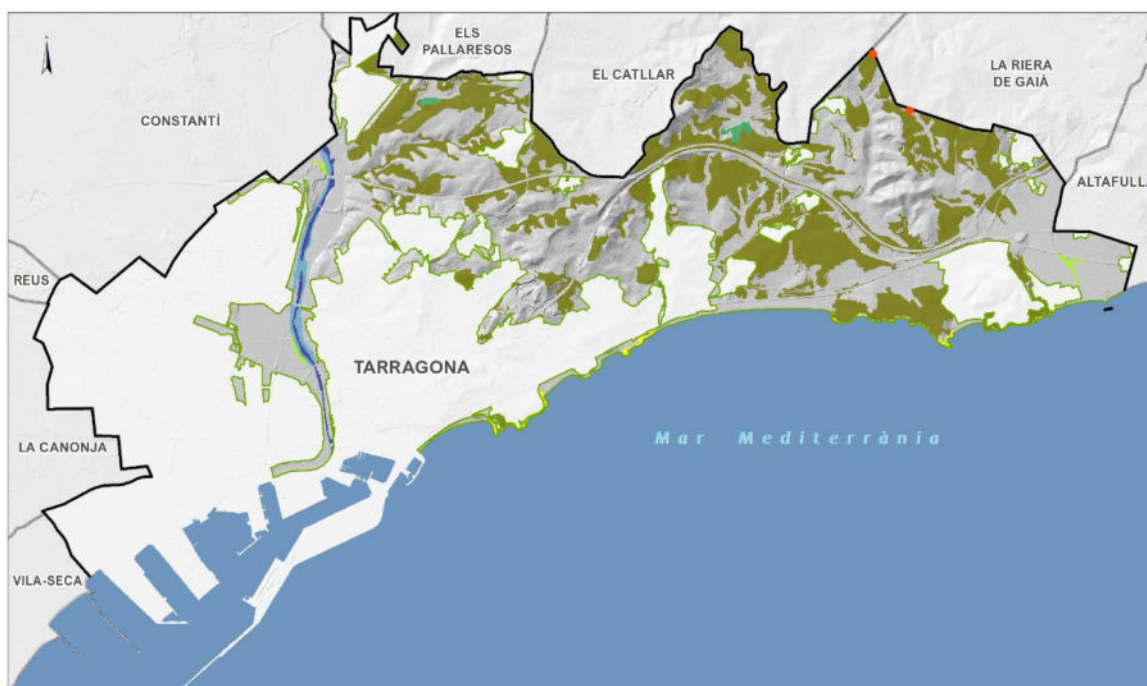 ELS
PALLARESOS
EL CATLLAR
LA RIERA
DE GAIÀ
CONSTANTÍ
ALTAFULLA
REUS
TARRAGONA
LA CANONJA
Mar Mediterrània
VILA-SECA